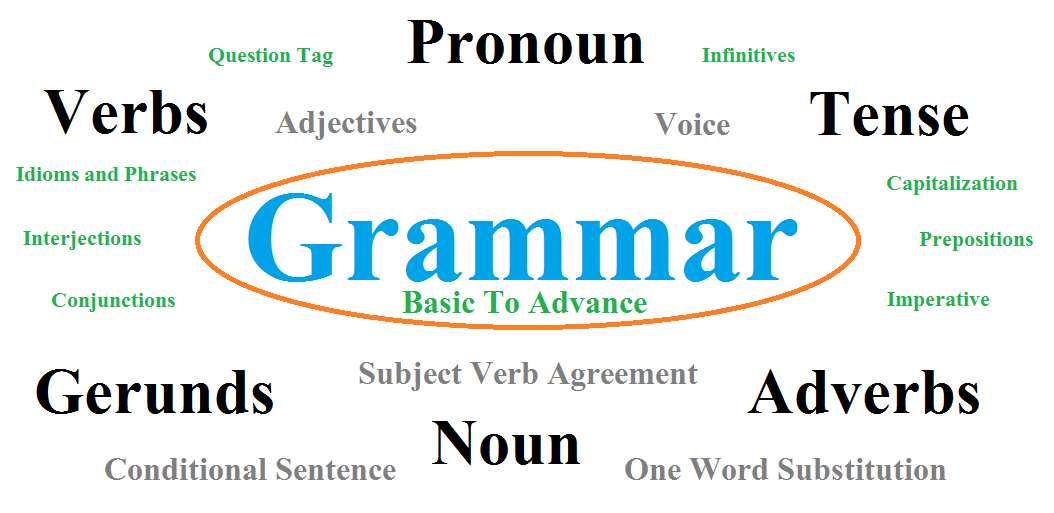 Pronoun
Question Tag
Infinitives
Verbs
Adjectives
Voice
Tense
Idioms and Phrases
Capitalization
Grammar
Interjections
Prepositions
Conjunctions
Basic To Advance
Imperative
Subject Verb Agreement
Gerunds
Adverbs
Noun
Conditional Sentence
One Word Substitution